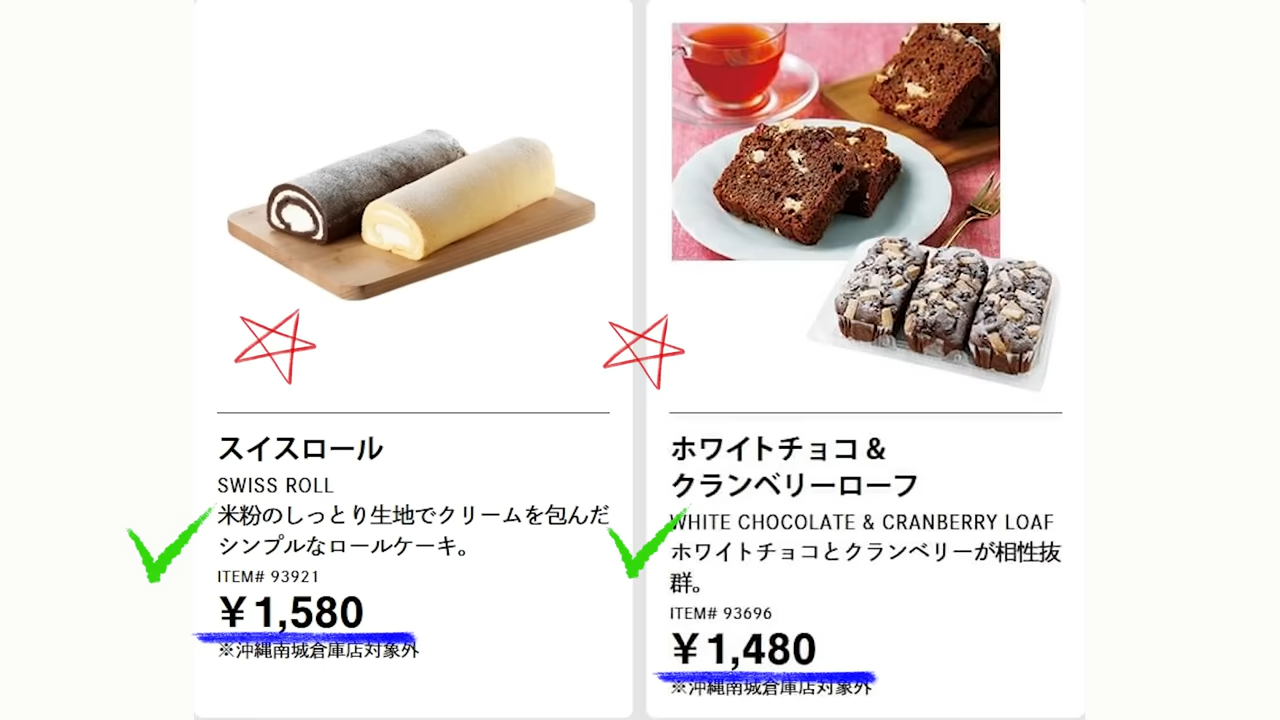 スイスロール
SWISS ROLL
米粉のしっとり生地でクリームを包んだ
シンプルなロールケーキ。
ITEM# 93921
￥1,580
※沖縄南城倉庫店対象外
ホワイトチョコ &
クランベリーローフ
WHITE CHOCOLATE & CRANBERRY LOAF
ホワイトチョコとクランベリーが相性抜
群。
ITEM# 93696
￥1,480
※沖縄南城倉庫店対象外